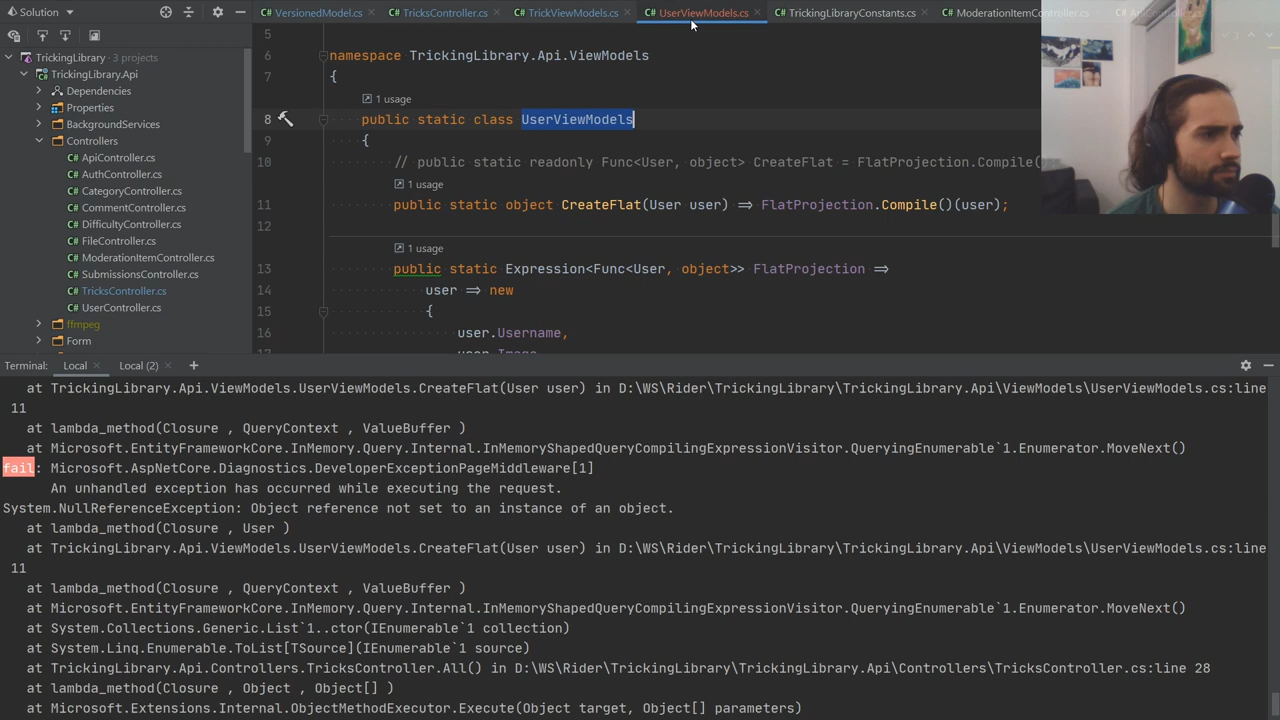 Solution
VersionedModel.cs
TricksController.cs
TrickViewModels.cs
UserViewModels.cs
TrickingLibraryConstants.cs
ModerationItemController.cs
TrickingLibrary · 3 projects
TrickingLibrary.Api
Dependencies
Properties
BackgroundServices
Controllers
ApiController.cs
AuthController.cs
CategoryController.cs
CommentController.cs
DifficultyController.cs
FileController.cs
ModerationItemController.cs
SubmissionsController.cs
TricksController.cs
UserController.cs
ffmpeg
Form
5
6 namespace TrickingLibrary.Api.ViewModels
7 {
1 usage
8 public static class UserViewModels
9 {
10 // public static readonly Func<User, object> CreateFlat = FlatProjection.Compile(
1 usage
11 public static object CreateFlat(User user) => FlatProjection.Compile()(user);
12
1 usage
13 public static Expression<Func<User, object>> FlatProjection =>
14 user => new
15 {
16 user.Username,
17 user.Image
Terminal: Local Local (2)
at TrickingLibrary.Api.ViewModels.UserViewModels.CreateFlat(User user) in D:\WS\Rider\TrickingLibrary\TrickingLibrary.Api\ViewModels\UserViewModels.cs:line
11
at lambda_method(Closure , QueryContext , ValueBuffer )
at Microsoft.EntityFrameworkCore.InMemory.Query.Internal.InMemoryShapedQueryCompilingExpressionVisitor.QueryingEnumerable`1.Enumerator.MoveNext()
fail: Microsoft.AspNetCore.Diagnostics.DeveloperExceptionPageMiddleware[1]
An unhandled exception has occurred while executing the request.
System.NullReferenceException: Object reference not set to an instance of an object.
at lambda_method(Closure , User )
at TrickingLibrary.Api.ViewModels.UserViewModels.CreateFlat(User user) in D:\WS\Rider\TrickingLibrary\TrickingLibrary.Api\ViewModels\UserViewModels.cs:line
11
at lambda_method(Closure , QueryContext , ValueBuffer )
at Microsoft.EntityFrameworkCore.InMemory.Query.Internal.InMemoryShapedQueryCompilingExpressionVisitor.QueryingEnumerable`1.Enumerator.MoveNext()
at System.Collections.Generic.List`1..ctor(IEnumerable`1 collection)
at System.Linq.Enumerable.ToList[TSource](IEnumerable`1 source)
at TrickingLibrary.Api.Controllers.TricksController.All() in D:\WS\Rider\TrickingLibrary\TrickingLibrary.Api\Controllers\TricksController.cs:line 28
at lambda_method(Closure , Object , Object[] )
at Microsoft.Extensions.Internal.ObjectMethodExecutor.Execute(Object target, Object[] parameters)